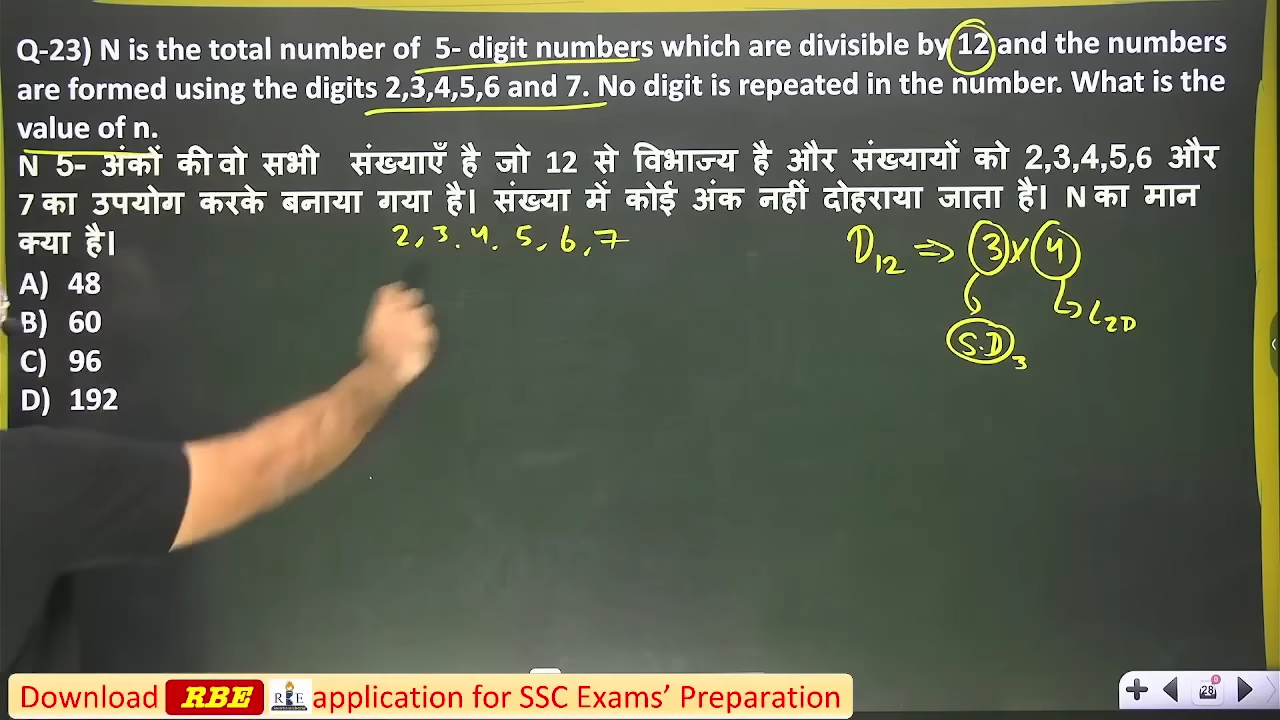 Q-23) N is the total number of 5- digit numbers which are divisible by 12 and the numbers
are formed using the digits 2,3,4,5,6 and 7. No digit is repeated in the number. What is the
value of n.
N 5- अंकों की वो सभी संख्याएँ है जो 12 से विभाज्य है और संख्यायों को 2,3,4,5,6 और
7 का उपयोग करके बनाया गया है। संख्या में कोई अंक नहीं दोहराया जाता है। N का मान
क्या है।
2, 3. 4. 5, 6, 7
D12 ⇒ 3 x 4
S.D3
L2D
A) 48
B) 60
C) 96
D) 192
Download RBE RBE application for SSC Exams’ Preparation
28